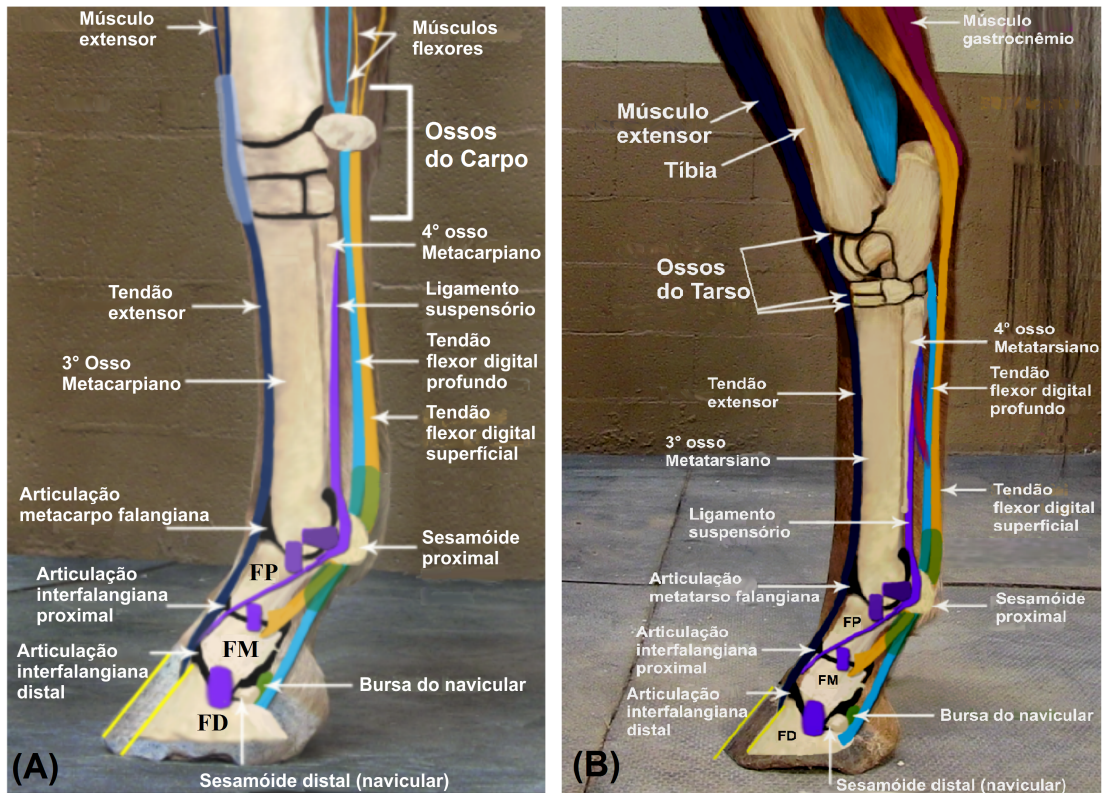 Músculo
extensor
Músculos
flexores
Ossos
do Carpo
4° osso
Metacarpiano
Tendão
extensor
Ligamento
suspensório
3° Osso
Metacarpiano
Tendão
flexor digital
profundo
Tendão
flexor digital
superfícial
Articulação
metacarpo falangiana
Sesamóide
proximal
FP
Articulação
interfalangiana
proximal
FM
Articulação
interfalangiana
distal
Bursa do navicular
FD
(A)
Sesamóide distal (navicular)
Músculo
gastrocnêmio
Músculo
extensor
Tíbia
Ossos
do Tarso
4º osso
Metatarsiano
Tendão
flexor digital
profundo
Tendão
extensor
3° osso
Metatarsiano
Tendão
flexor digital
superficial
Ligamento
suspensório
Articulação
metatarso falangiana
Sesamóide
proximal
FP
Articulação
interfalangiana
proximal
FM
Articulação
interfalangiana
distal
Bursa do navicular
FD
(B)
Sesamóide distal (navicular)